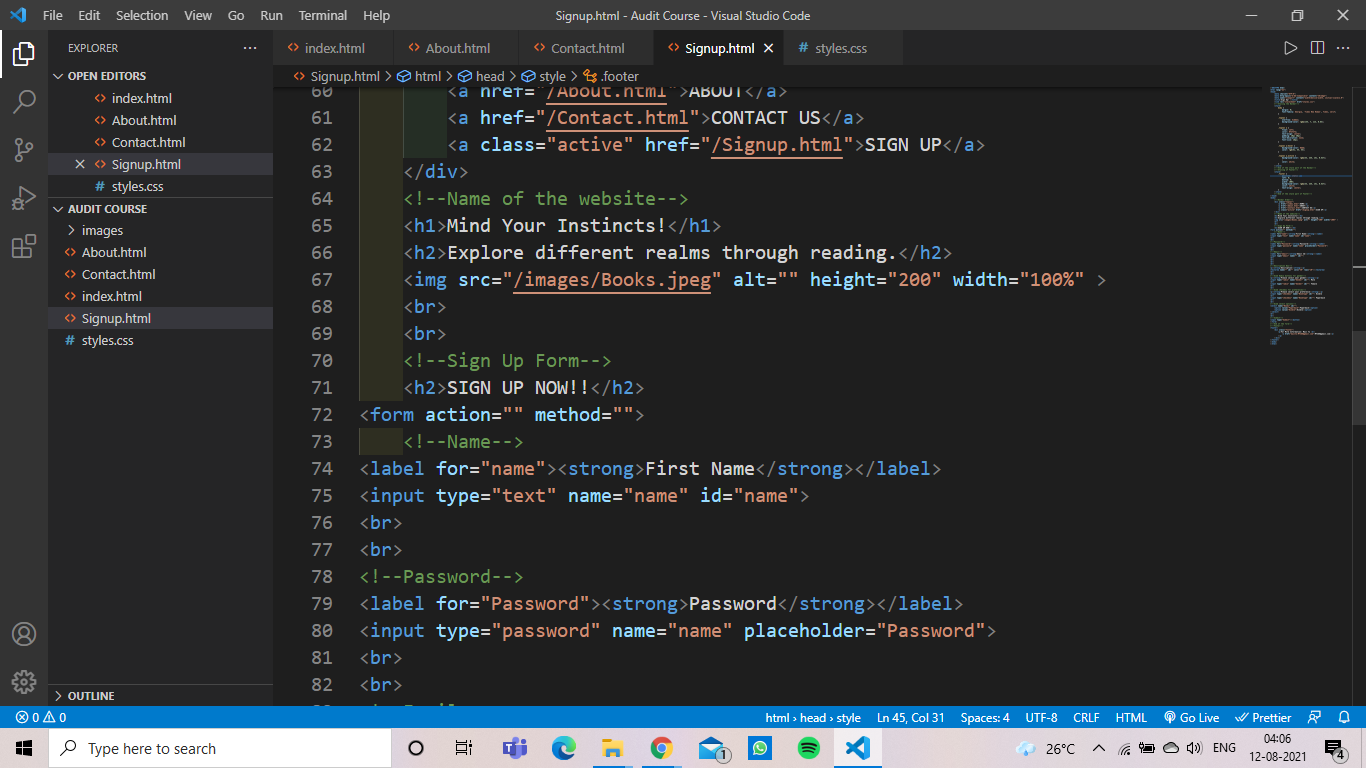 File Edit Selection View Go Run Terminal Help Signup.html - Audit Course - Visual Studio Code
EXPLORER
index.html About.html Contact.html Signup.html styles.css
Signup.html > html > head > style > .footer
OPEN EDITORS
index.html
About.html
Contact.html
Signup.html
# styles.css
AUDIT COURSE
images
About.html
Contact.html
index.html
Signup.html
# styles.css
OUTLINE
60 <a href="/About.html">ABOUT</a>
61 <a href="/Contact.html">CONTACT US</a>
62 <a class="active" href="/Signup.html">SIGN UP</a>
63 </div>
64 <!--Name of the website-->
65 <h1>Mind Your Instincts!</h1>
66 <h2>Explore different realms through reading.</h2>
67 <img src="/images/Books.jpeg" alt="" height="200" width="100%" >
68 <br>
69 <br>
70 <!--Sign Up Form-->
71 <h2>SIGN UP NOW!!</h2>
72 <form action="" method="">
73 <!--Name-->
74 <label for="name"><strong>First Name</strong></label>
75 <input type="text" name="name" id="name">
76 <br>
77 <br>
78 <!--Password-->
79 <label for="Password"><strong>Password</strong></label>
80 <input type="password" name="name" placeholder="Password">
81 <br>
82 <br>
0 0 html › head › style Ln 45, Col 31 Spaces: 4 UTF-8 CRLF HTML Go Live Prettier
Type here to search 1 26°C ENG 04:06
12-08-2021 4